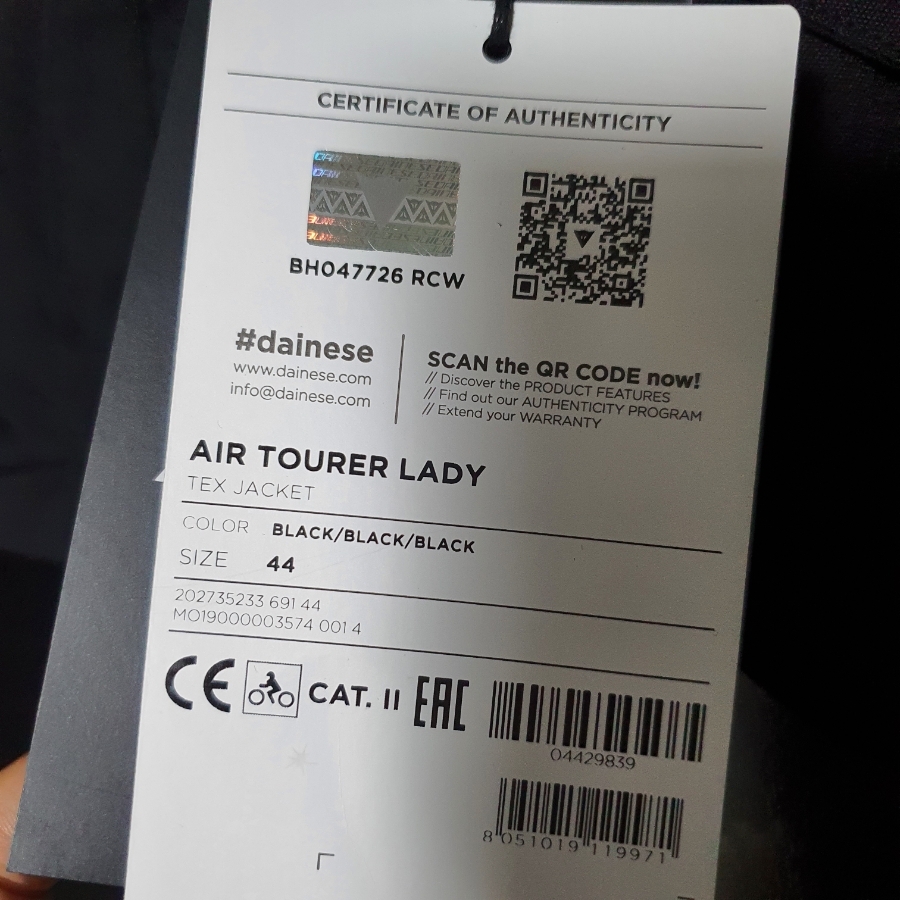 CERTIFICATE OF AUTHENTICITY
BH047726 RCW
#dainese
www.dainese.com
info@dainese.com
SCAN the QR CODE now!
// Discover the PRODUCT FEATURES
// Find out our AUTHENTICITY PROGRAM
// Extend your WARRANTY
AIR TOURER LADY
TEX JACKET
COLOR BLACK/BLACK/BLACK
SIZE 44
202735233 691 44
MO19000003574 001 4
CE CAT. II EAC
04429839
8 051019 119971